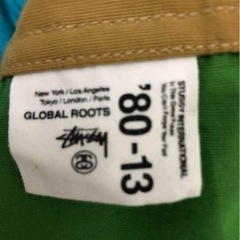 New York / Los Angeles
Tokyo / London / Paris
GLOBAL ROOTS
Stüssy
'80-13
STUSSY INTERNATIONAL